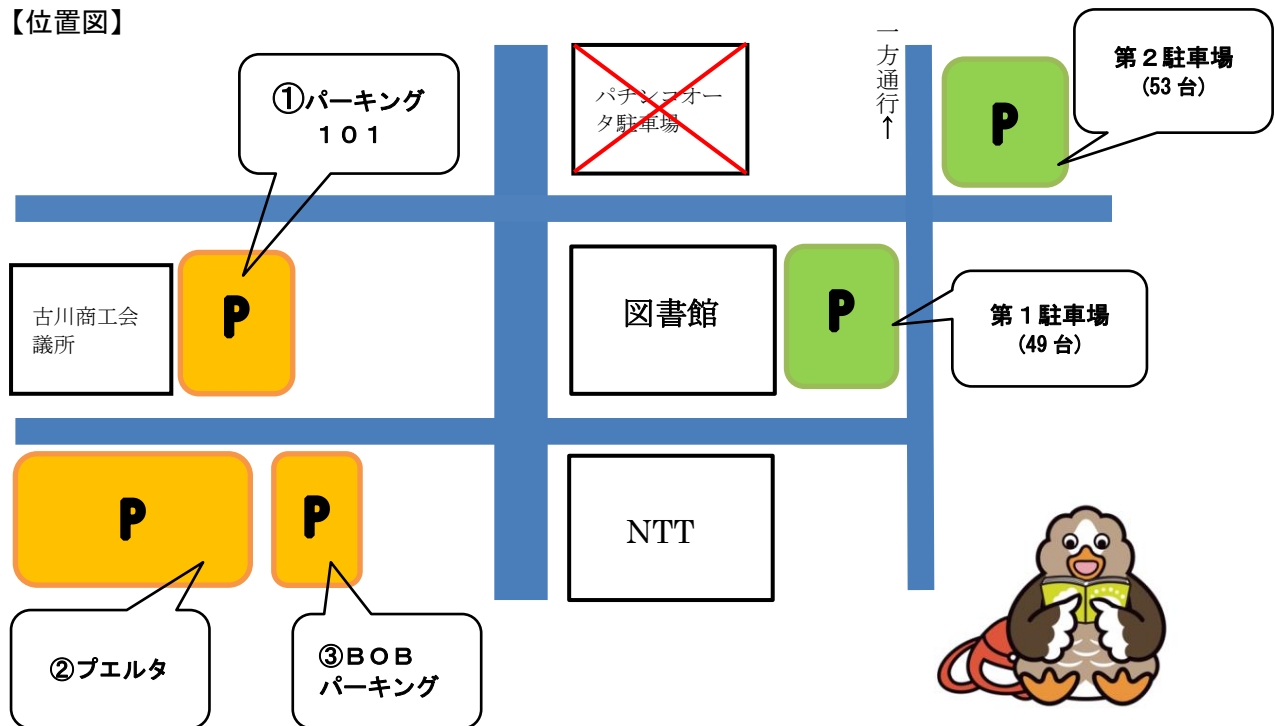 【位置図】
①パーキング
１０１
パチンコオー
タ駐車場
一方通行↑
P
第２駐車場
(53 台)
古川商工会
議所
P
図書館
P
第１駐車場
(49 台)
P
P
NTT
②プエルタ
③ＢＯＢ
パーキング